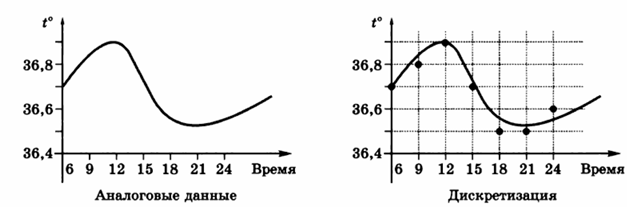 t°
36,8
36,6
36,4
6 9 12 15 18 21 24 Время
Аналоговые данные
t°
36,8
36,6
36,4
6 9 12 15 18 21 24 Время
Дискретизация